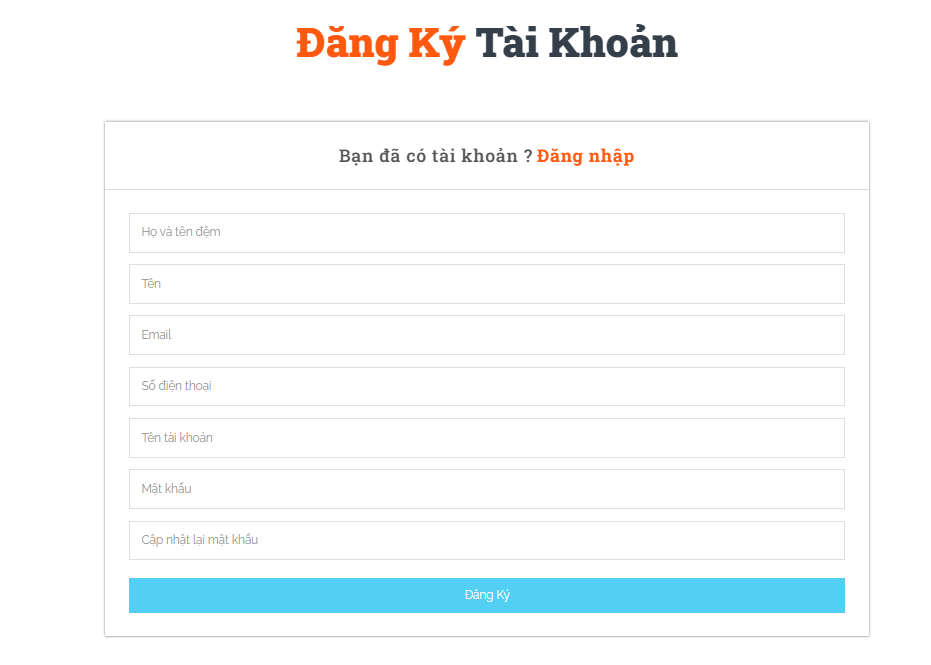 Đăng Ký Tài Khoản
Bạn đã có tài khoản ? Đăng nhập
Họ và tên đệm
Tên
Email
Số điện thoại
Tên tài khoản
Mật khẩu
Cập nhật lại mật khẩu
Đăng Ký